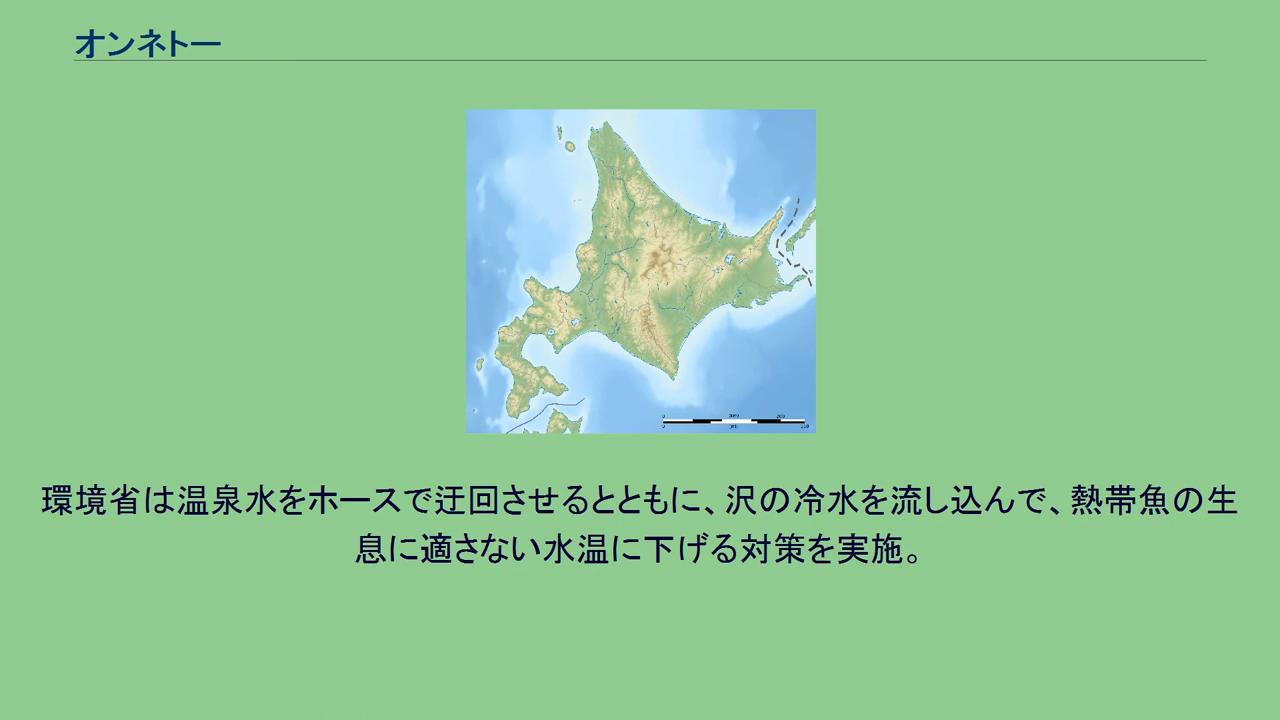 オンネトー
環境省は温泉水をホースで迂回させるとともに、沢の冷水を流し込んで、熱帯魚の生
息に適さない水温に下げる対策を実施。